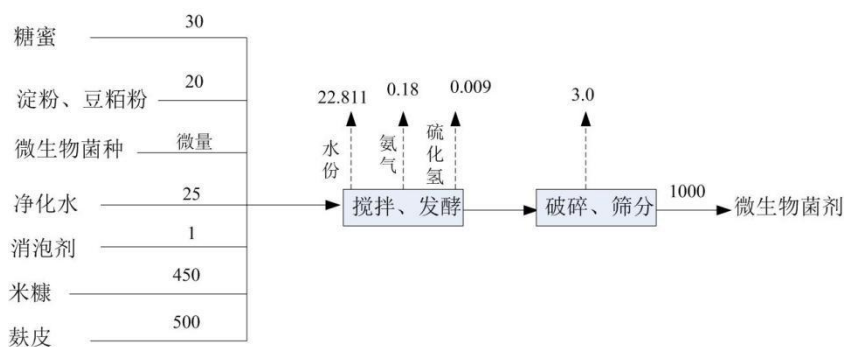 糖蜜 30
淀粉、豆粕粉 20
微生物菌种 微量
净化水 25
消泡剂 1
米糠 450
麸皮 500
22.811 0.18 0.009 3.0
水份 氨气 硫化氢
搅拌、发酵 破碎、筛分 1000 微生物菌剂